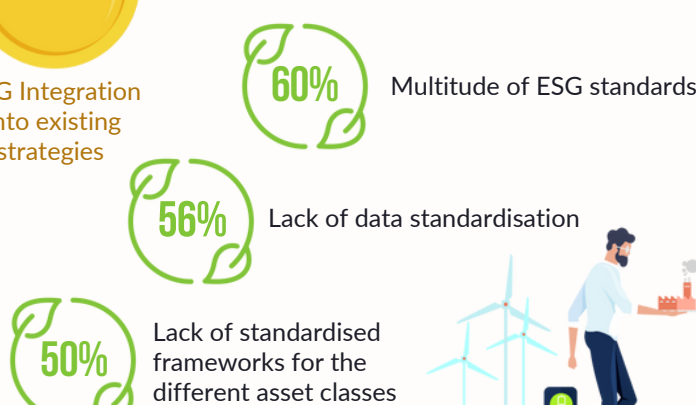 G Integration
nto existing
strategies
60%
Multitude of ESG standards
56%
Lack of data standardisation
50%
Lack of standardised
frameworks for the
different asset classes